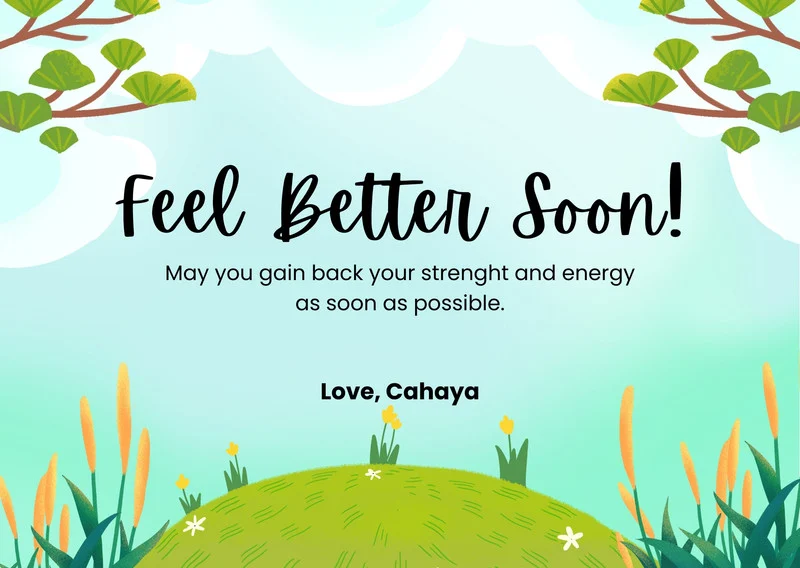 Feel Better Soon!
May you gain back your strenght and energy
as soon as possible.
Love, Cahaya